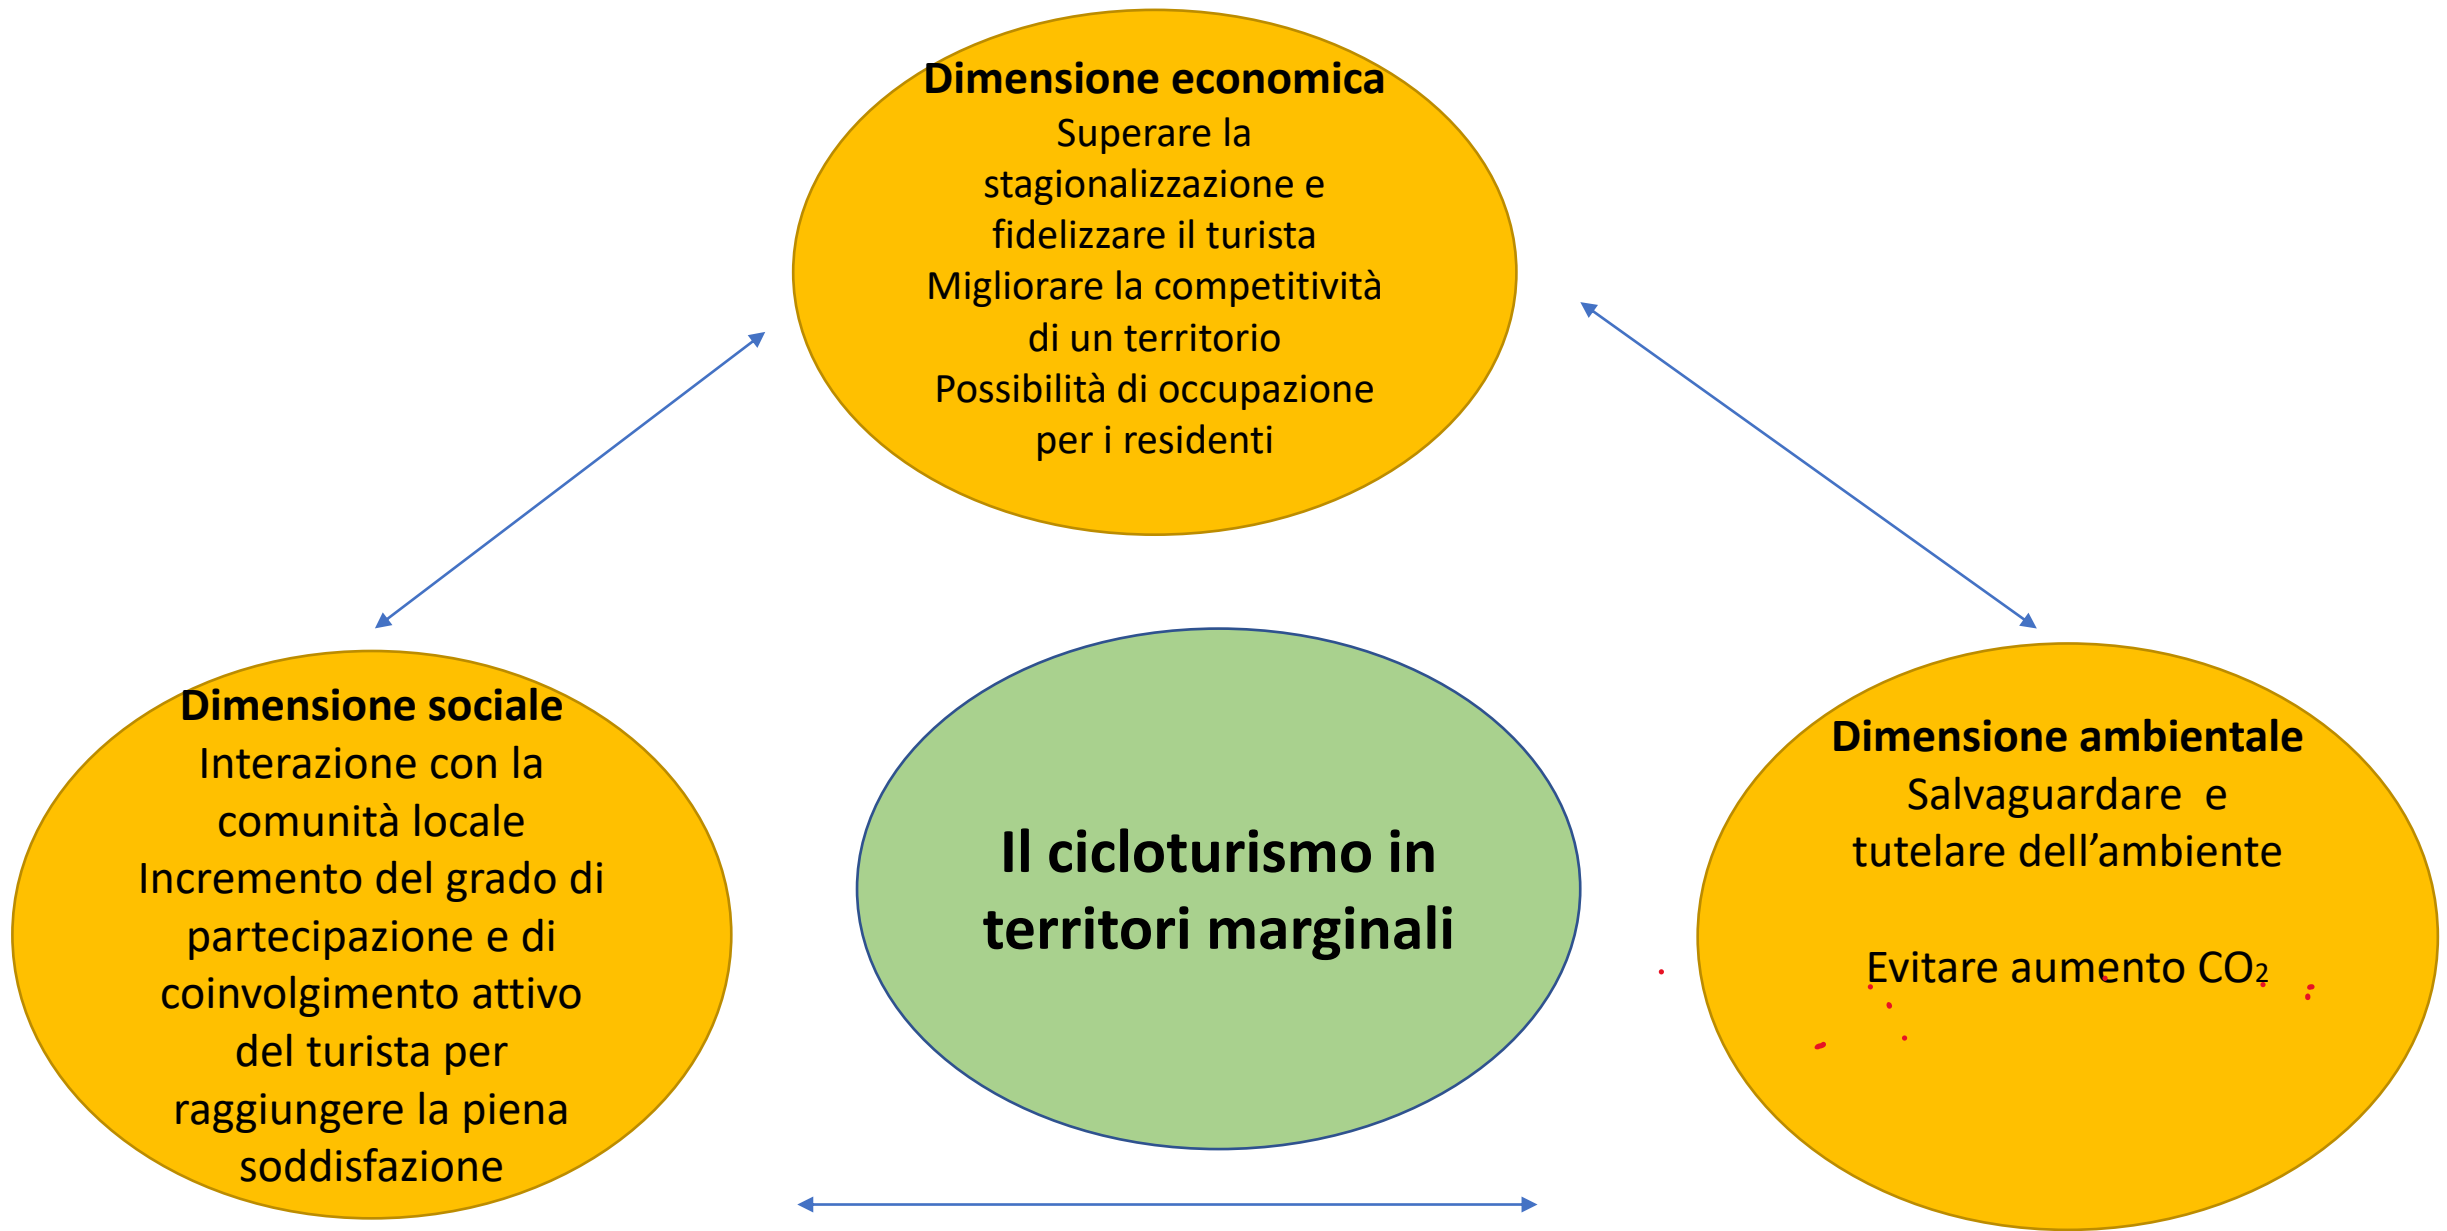 Dimensione economica
Superare la
stagionalizzazione e
fidelizzare il turista
Migliorare la competitività
di un territorio
Possibilità di occupazione
per i residenti
Dimensione sociale
Interazione con la
comunità locale
Incremento del grado di
partecipazione e di
coinvolgimento attivo
del turista per
raggiungere la piena
soddisfazione
Il cicloturismo in
territori marginali
Dimensione ambientale
Salvaguardare  e
tutelare dell’ambiente
Evitare aumento CO₂